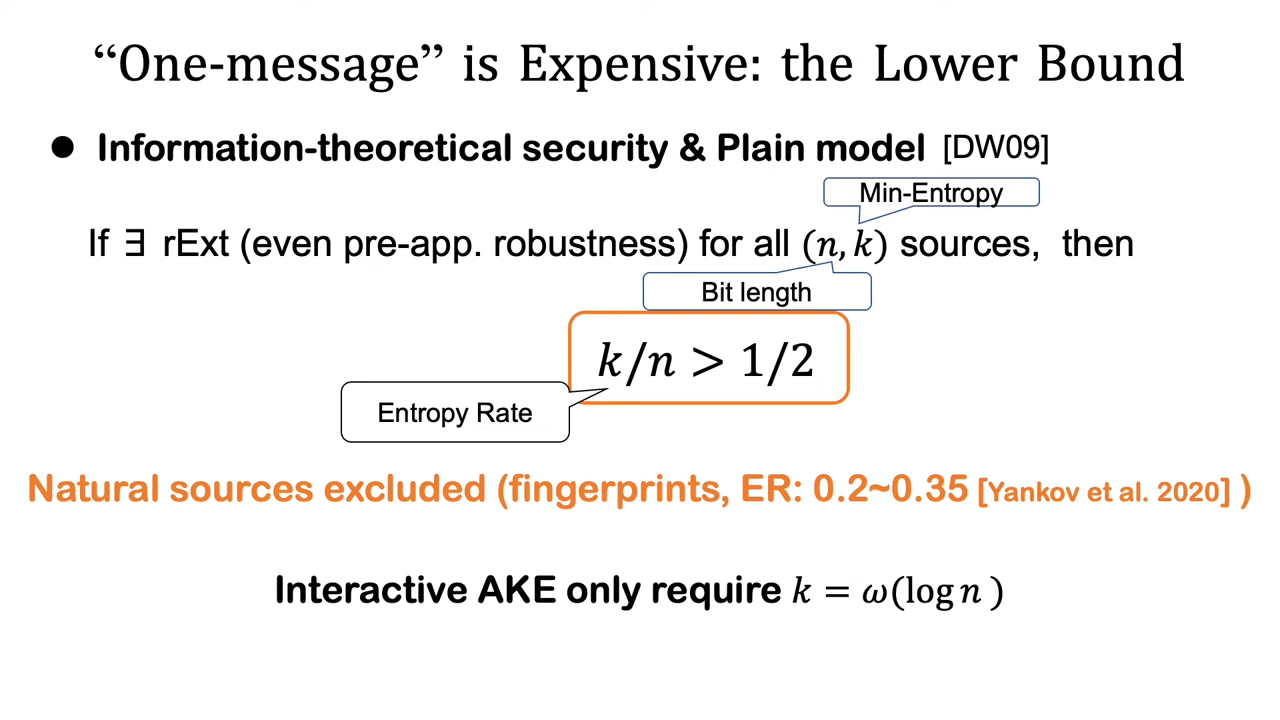 “One-message” is Expensive: the Lower Bound
● Information-theoretical security & Plain model [DW09]
Min-Entropy
If ∃ rExt (even pre-app. robustness) for all (n, k) sources, then
Bit length
k/n > 1/2
Entropy Rate
Natural sources excluded (fingerprints, ER: 0.2~0.35 [Yankov et al. 2020] )
Interactive AKE only require k = ω(log n )